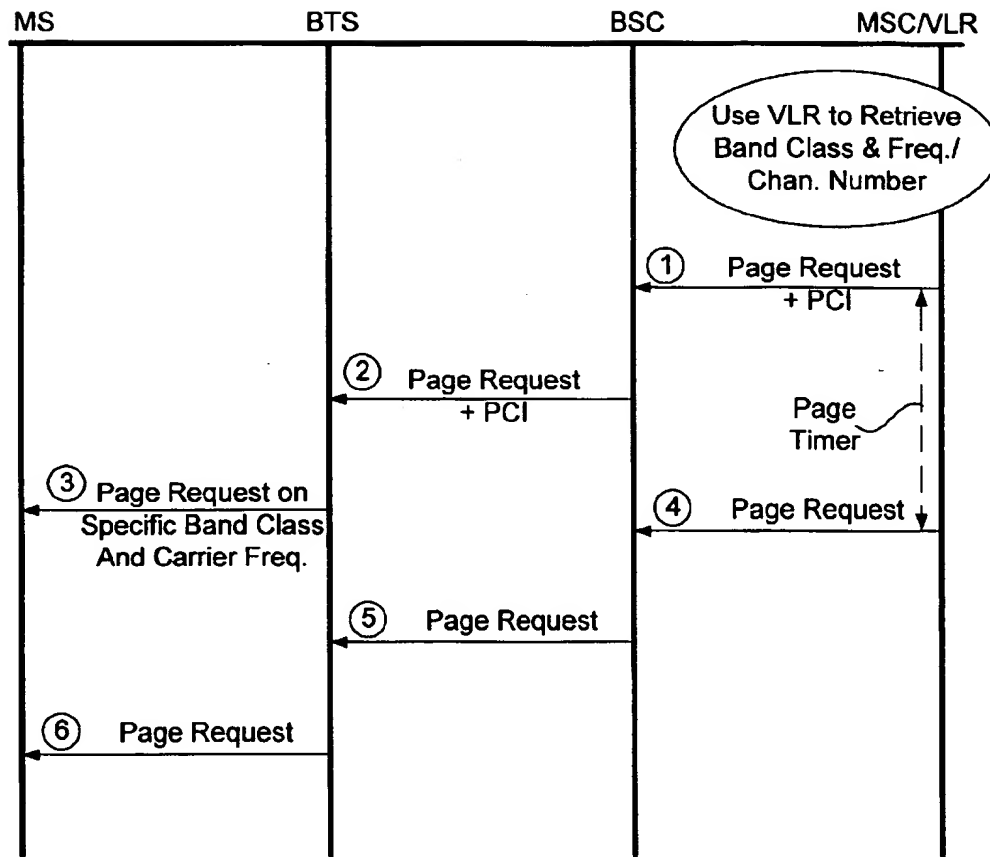 MS BTS BSC MSC/VLR
Use VLR to Retrieve
Band Class & Freq./
Chan. Number
1 Page Request
+ PCI
2 Page Request
+ PCI
Page
Timer
3 Page Request on
Specific Band Class
And Carrier Freq.
4 Page Request
5 Page Request
6 Page Request